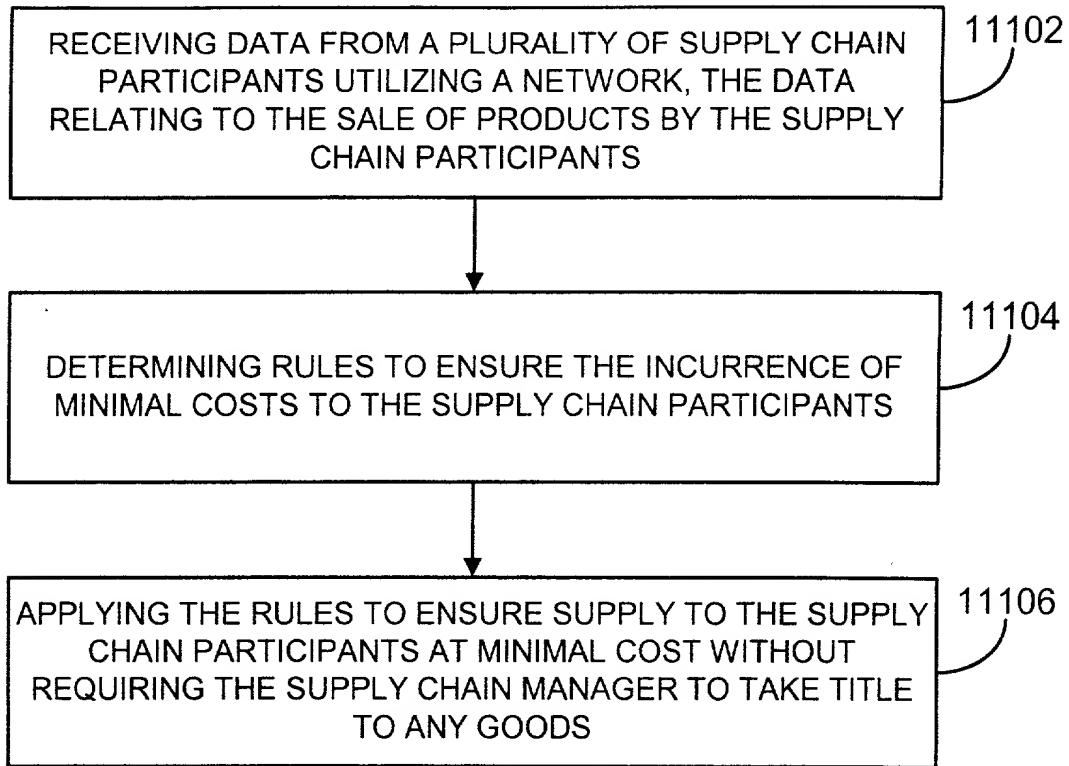 RECEIVING DATA FROM A PLURALITY OF SUPPLY CHAIN
PARTICIPANTS UTILIZING A NETWORK, THE DATA
RELATING TO THE SALE OF PRODUCTS BY THE SUPPLY
CHAIN PARTICIPANTS
11102
DETERMINING RULES TO ENSURE THE INCURRENCE OF
MINIMAL COSTS TO THE SUPPLY CHAIN PARTICIPANTS
11104
APPLYING THE RULES TO ENSURE SUPPLY TO THE SUPPLY
CHAIN PARTICIPANTS AT MINIMAL COST WITHOUT
REQUIRING THE SUPPLY CHAIN MANAGER TO TAKE TITLE
TO ANY GOODS
11106